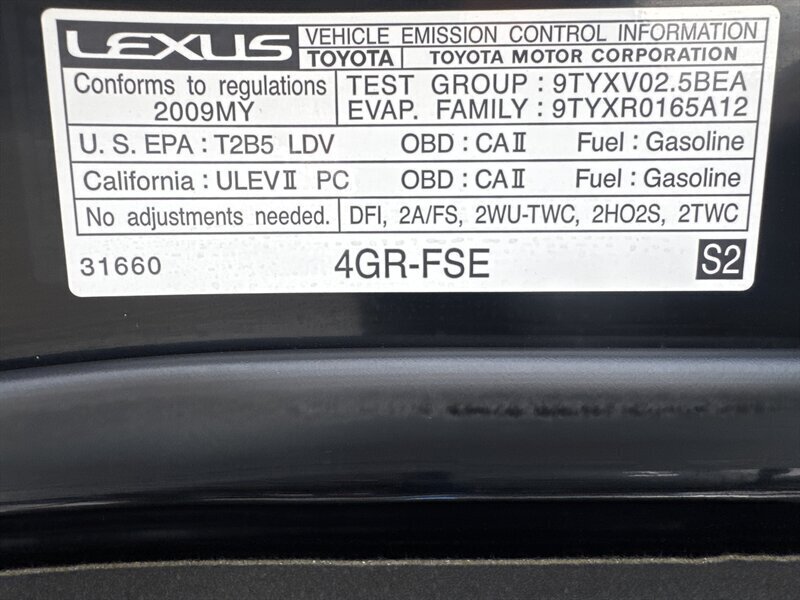 LEXUS VEHICLE EMISSION CONTROL INFORMATION
TOYOTA TOYOTA MOTOR CORPORATION
Conforms to regulations TEST GROUP : 9TYXV02.5BEA
2009MY EVAP. FAMILY : 9TYXR0165A12
U. S. EPA : T2B5 LDV OBD : CAⅡ Fuel : Gasoline
California : ULEVⅡ PC OBD : CAⅡ Fuel : Gasoline
No adjustments needed. DFI, 2A/FS, 2WU-TWC, 2HO2S, 2TWC
31660 4GR-FSE S2